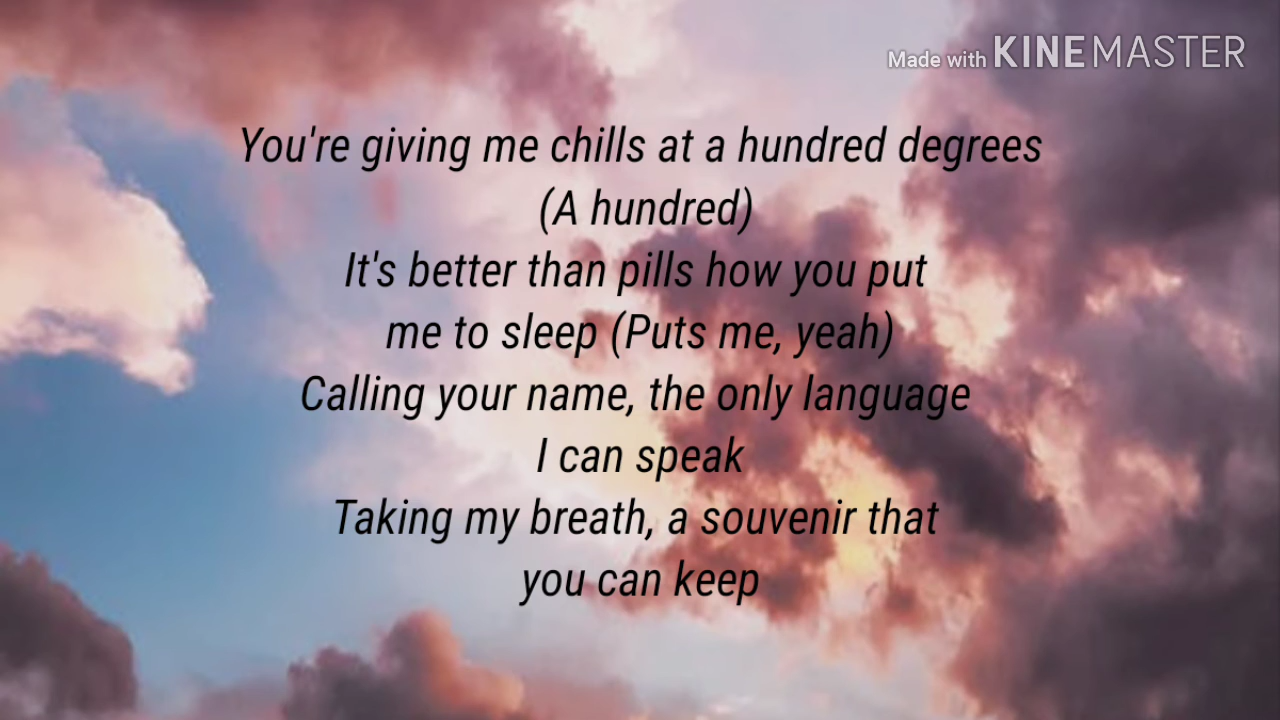 Made with KINEMASTER
You're giving me chills at a hundred degrees
(A hundred)
It's better than pills how you put
me to sleep (Puts me, yeah)
Calling your name, the only language
I can speak
Taking my breath, a souvenir that
you can keep